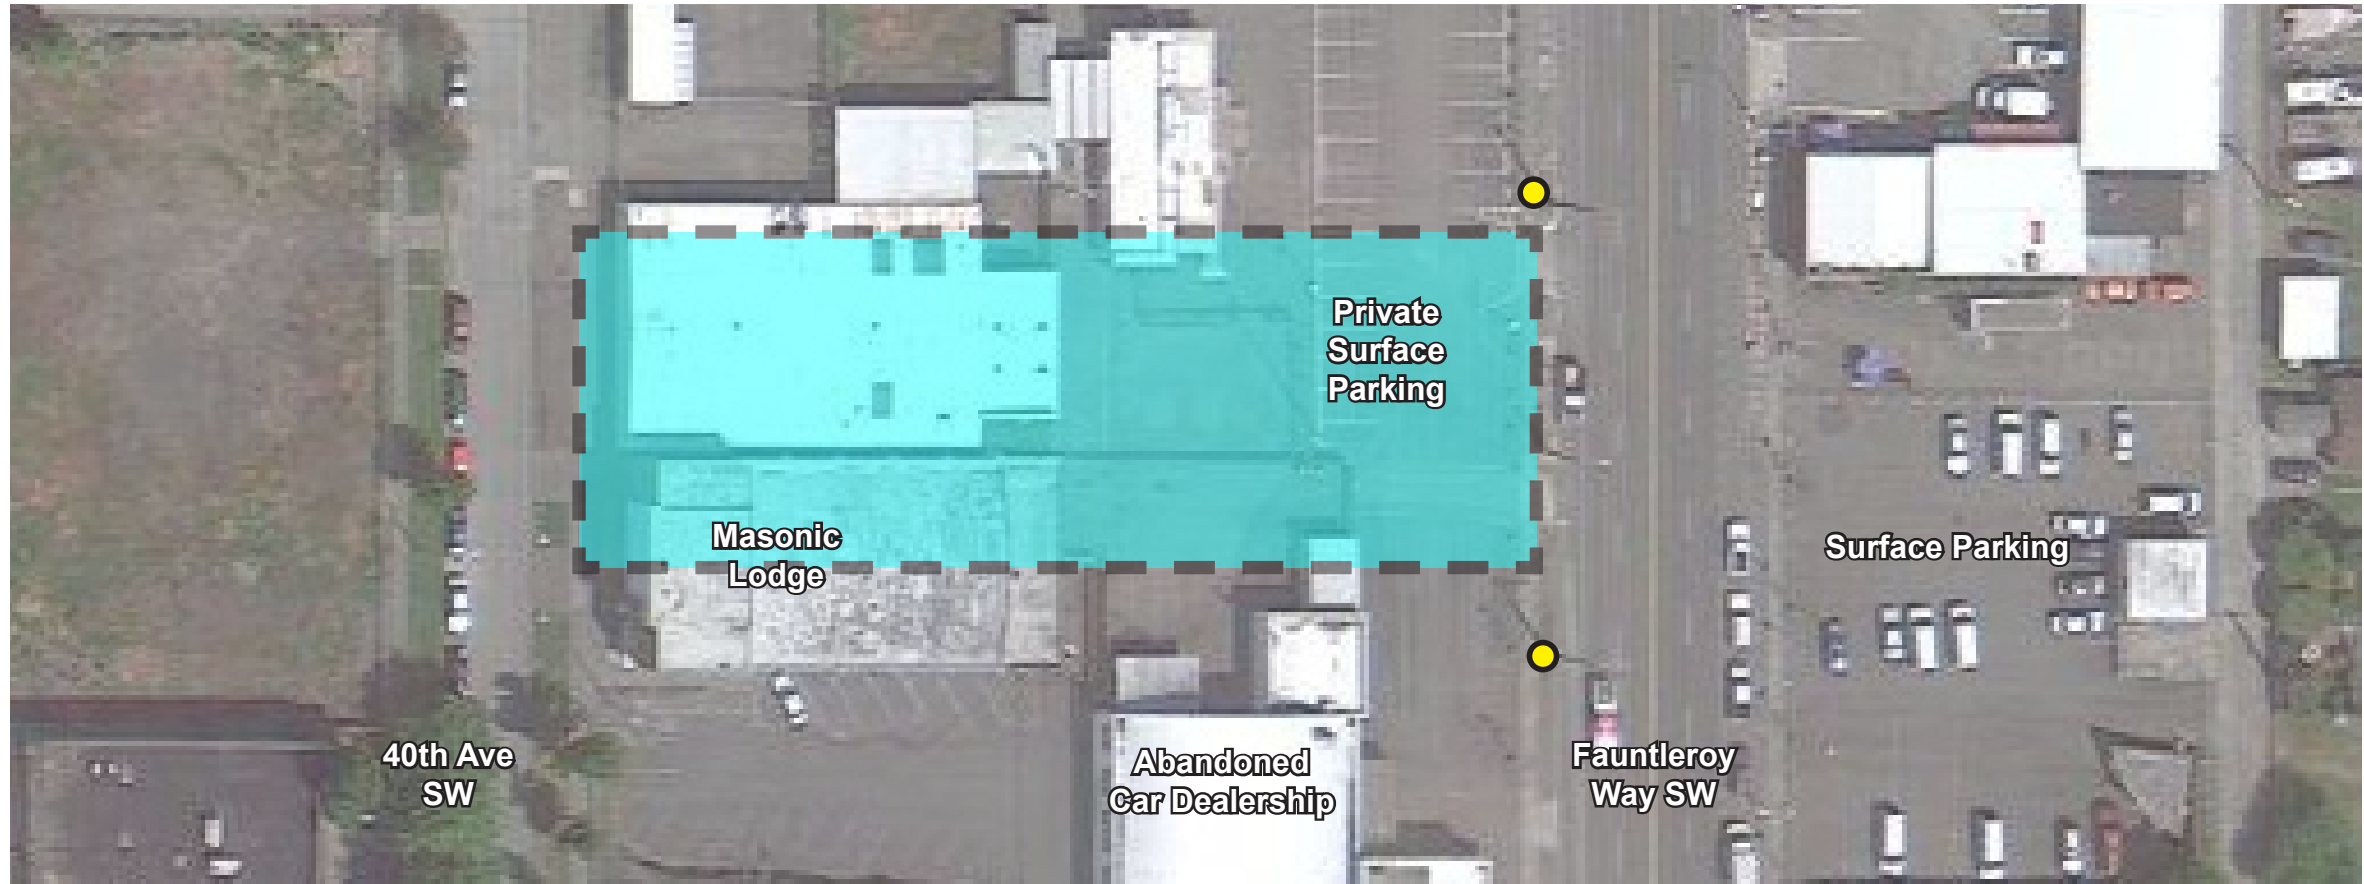 Private
Surface
Parking
Masonic
Lodge
Surface Parking
40th Ave
SW
Abandoned
Car Dealership
Fauntleroy
Way SW